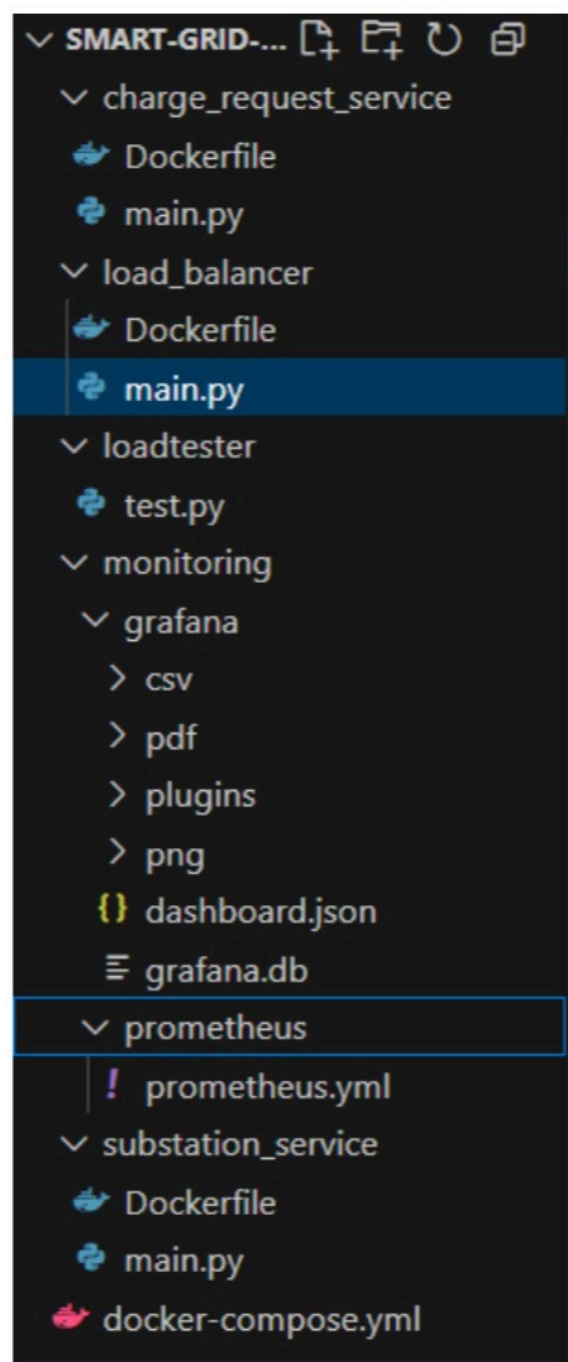 SMART-GRID-...
charge_request_service
Dockerfile
main.py
load_balancer
Dockerfile
main.py
loadtester
test.py
monitoring
grafana
csv
pdf
plugins
png
dashboard.json
grafana.db
prometheus
prometheus.yml
substation_service
Dockerfile
main.py
docker-compose.yml